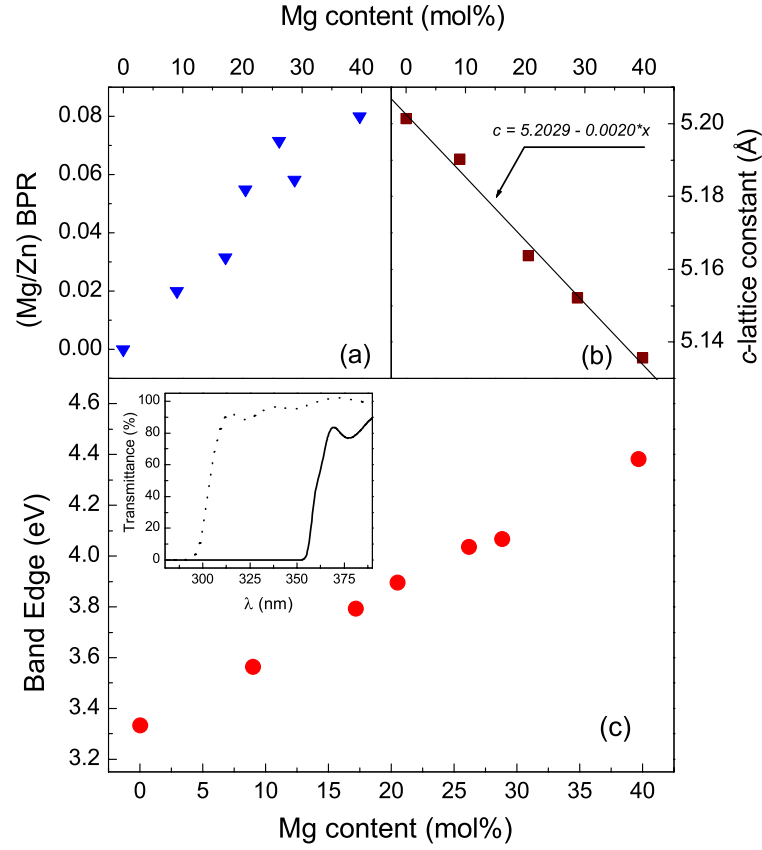 Mg content (mol%)
0 10 20 30 40 0 10 20 30 40
0.08
0.06
0.04
0.02
0.00
(Mg/Zn) BPR
(a)
c = 5.2029 - 0.0020*x
(b)
5.20
5.18
5.16
5.14
c-lattice constant (Å)
4.6
4.4
4.2
4.0
3.8
3.6
3.4
3.2
Band Edge (eV)
100
80
60
40
20
0
Transmittance (%)
300 325 350 375
λ (nm)
(c)
0 5 10 15 20 25 30 35 40
Mg content (mol%)